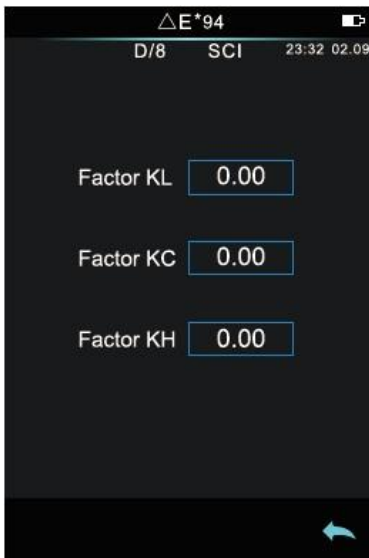 △E*94
D/8 SCI 23:32 02.09
Factor KL 0.00
Factor KC 0.00
Factor KH 0.00